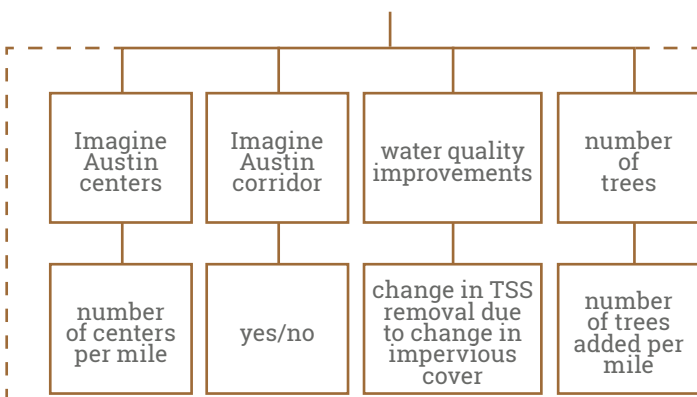 Imagine
Austin
centers
Imagine
Austin
corridor
water quality
improvements
number
of
trees
number
of centers
per mile
yes/no
change in TSS
removal due
to change in
impervious
cover
number
of trees
added per
mile